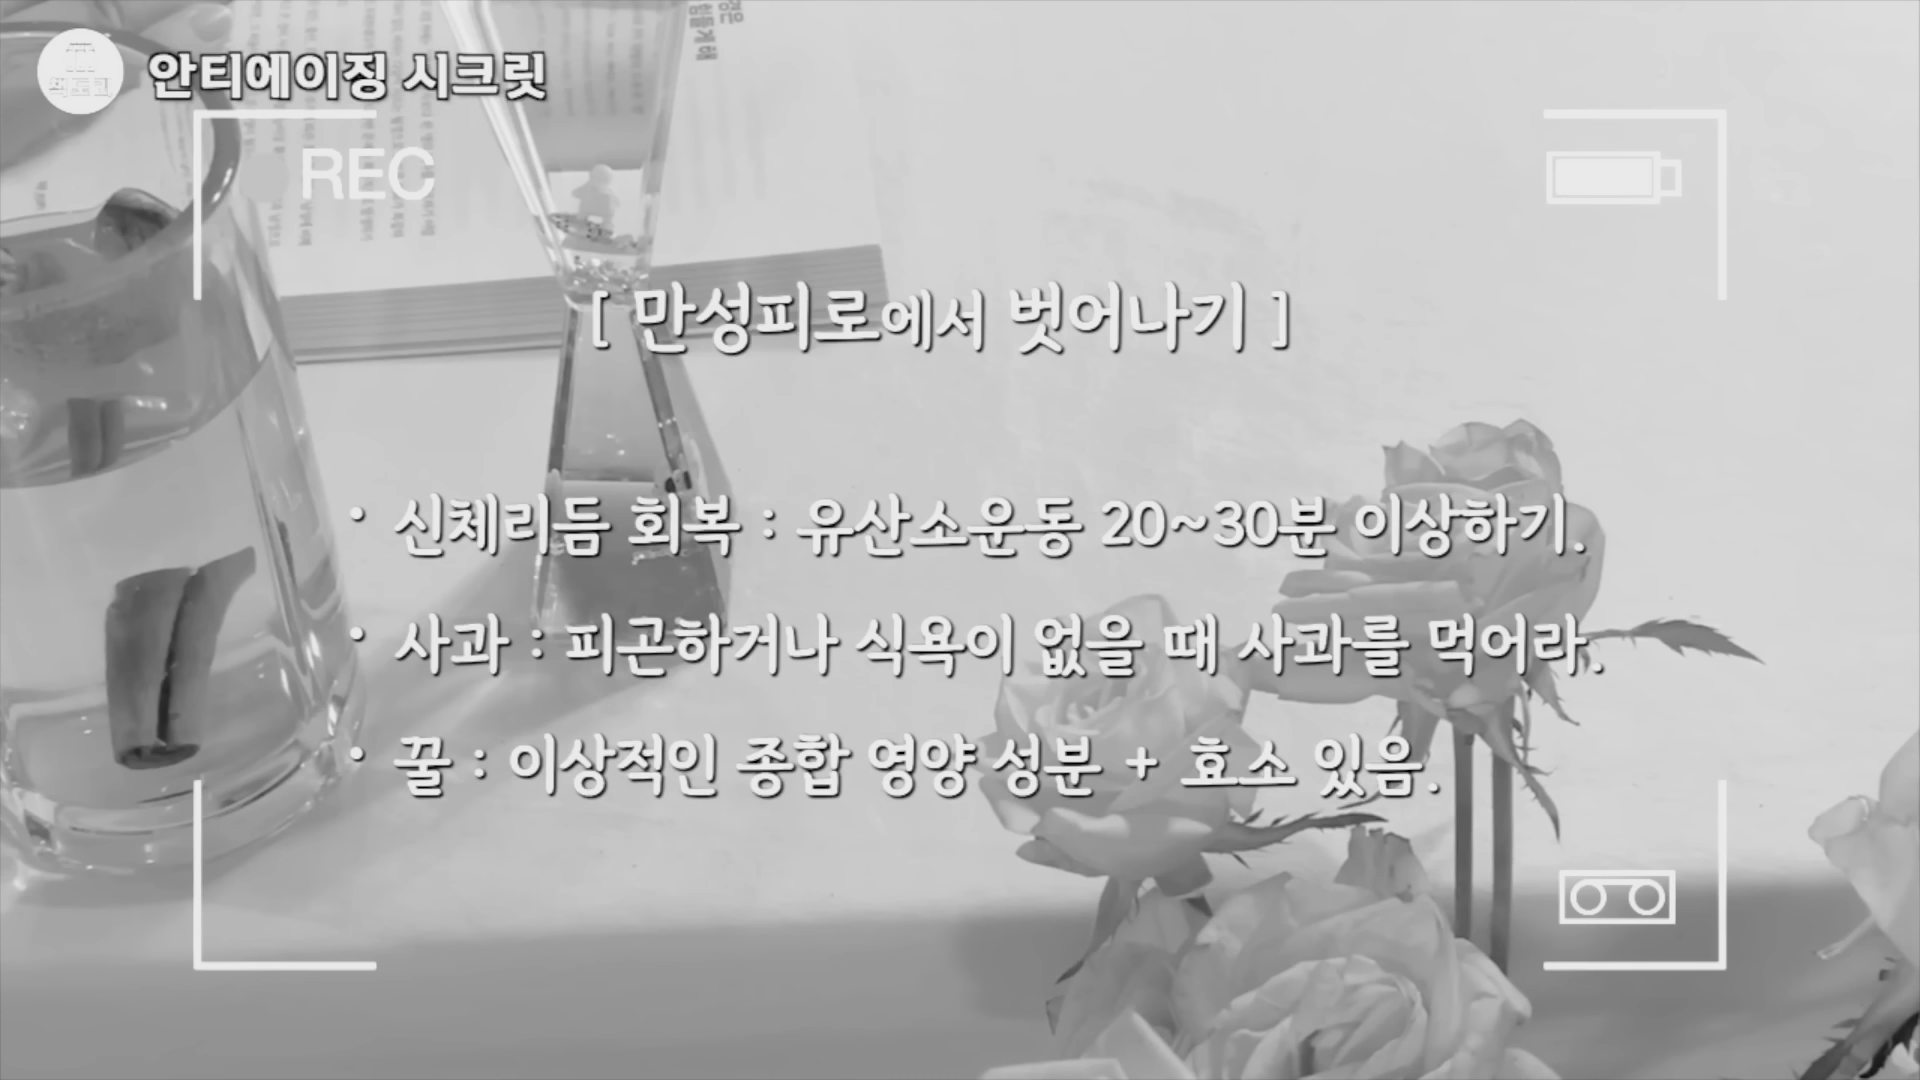 안티에이징 시크릿
REC
[ 만성피로에서 벗어나기 ]
· 신체리듬 회복 : 유산소운동 20~30분 이상하기.
· 사과 : 피곤하거나 식욕이 없을 때 사과를 먹어라.
· 꿀 : 이상적인 종합 영양 성분 + 효소 있음.